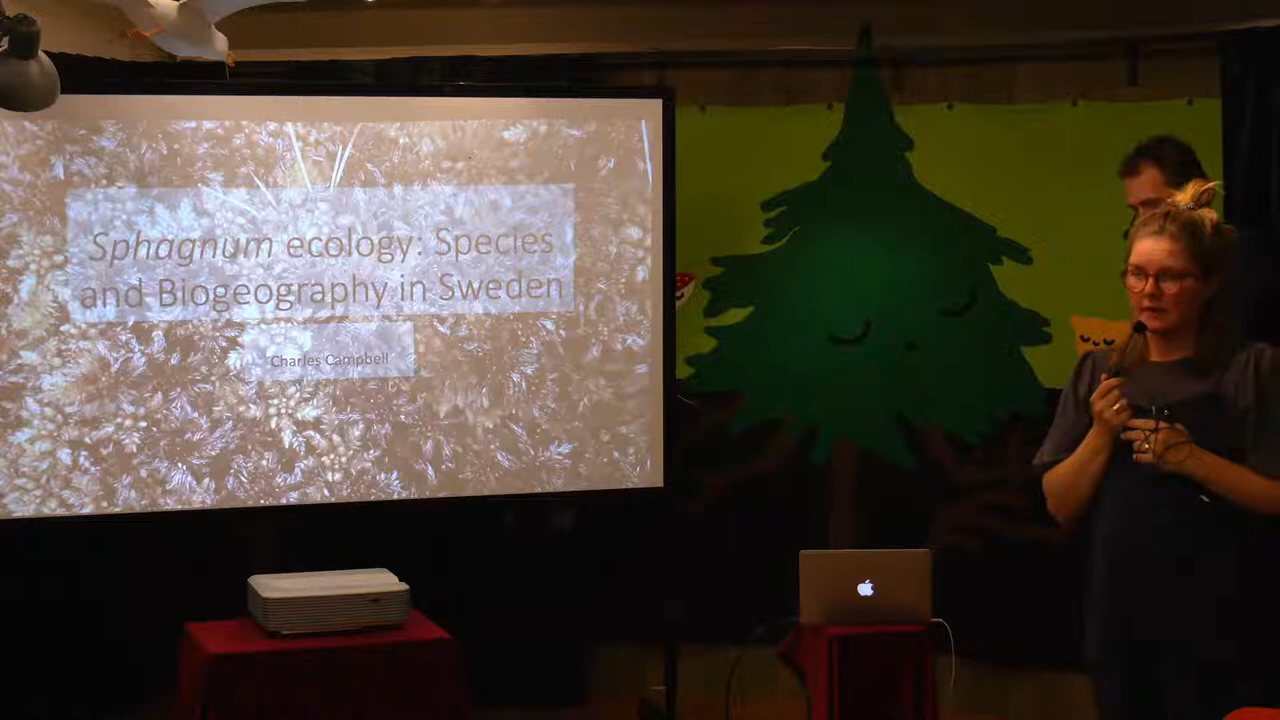 Sphagnum ecology: Species
and Biogeography in Sweden
Charles Campbell